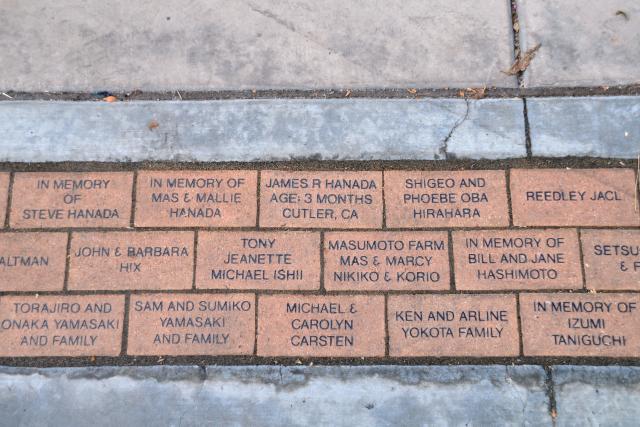 IN MEMORY
OF
STEVE HANADA
IN MEMORY OF
MAS & MALLIE
HANADA
JAMES R HANADA
AGE: 3 MONTHS
CUTLER, CA
SHIGEO AND
PHOEBE OBA
HIRAHARA
REEDLEY JACL
ALTMAN
JOHN & BARBARA
HIX
TONY
JEANETTE
MICHAEL ISHII
MASUMOTO FARM
MAS & MARCY
NIKIKO & KORIO
IN MEMORY OF
BILL AND JANE
HASHIMOTO
SETSU
&
TORAJIRO AND
ONAKA YAMASAKI
AND FAMILY
SAM AND SUMIKO
YAMASAKI
AND FAMILY
MICHAEL &
CAROLYN
CARSTEN
KEN AND ARLINE
YOKOTA FAMILY
IN MEMORY OF
IZUMI
TANIGUCHI